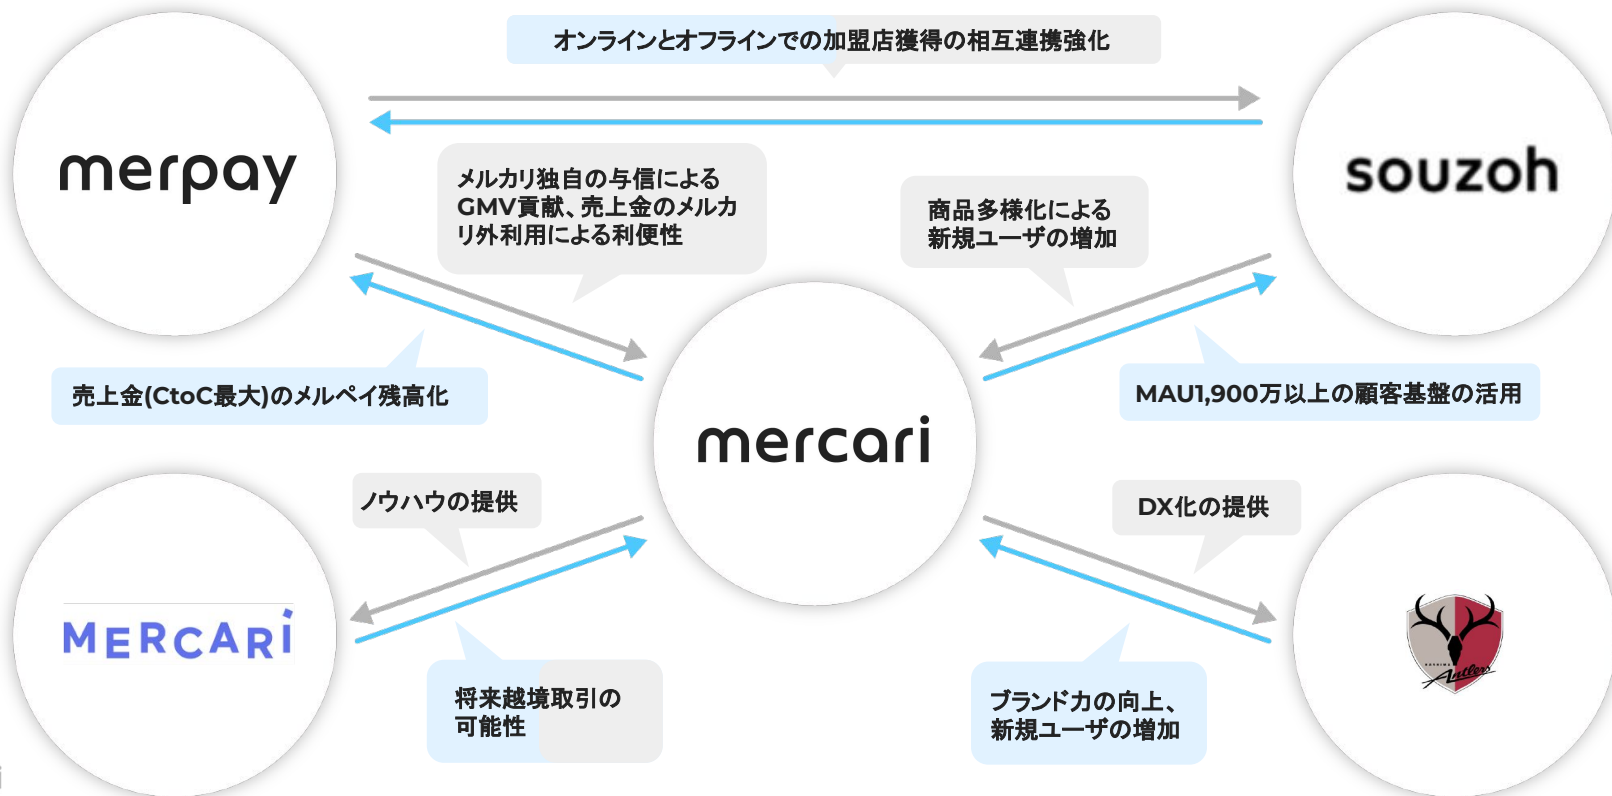 オンラインとオフラインでの加盟店獲得の相互連携強化
merpay
souzoh
メルカリ独自の与信による
GMV貢献、売上金のメルカ
リ外利用による利便性
商品多様化による
新規ユーザの増加
売上金(CtoC最大)のメルペイ残高化
MAU1,900万以上の顧客基盤の活用
mercari
ノウハウの提供
DX化の提供
MERCARI
KASHIMA
Antlers
将来越境取引の
可能性
ブランド力の向上、
新規ユーザの増加